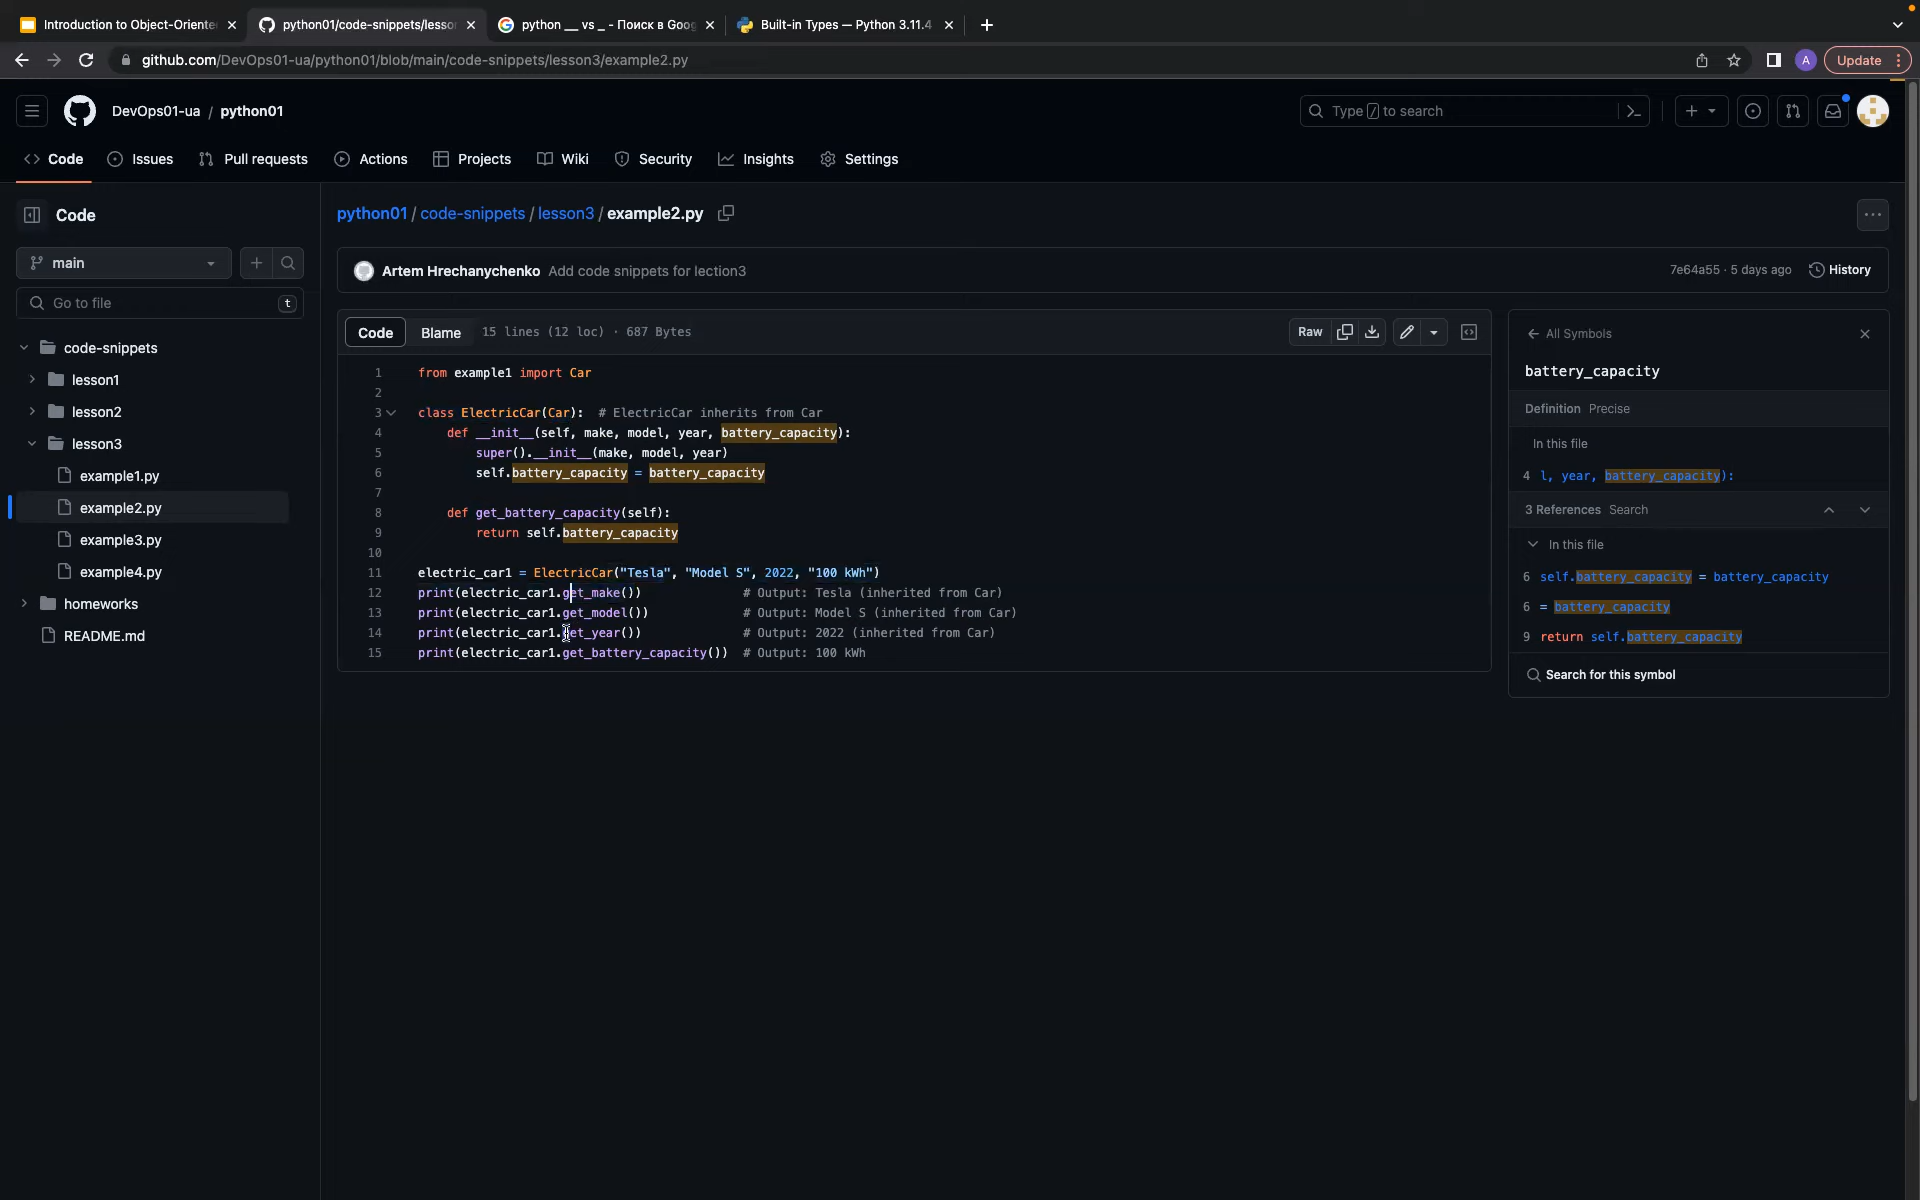 Introduction to Object-Oriente
python01/code-snippets/lesso
python __ vs _ - Поиск в Goog
Built-in Types — Python 3.11.4
github.com/DevOps01-ua/python01/blob/main/code-snippets/lesson3/example2.py
A
Update
DevOps01-ua / python01
Type / to search
Code
Issues
Pull requests
Actions
Projects
Wiki
Security
Insights
Settings
Code
main
Go to file
t
code-snippets
lesson1
lesson2
lesson3
example1.py
example2.py
example3.py
example4.py
homeworks
README.md
python01 / code-snippets / lesson3 / example2.py
Artem Hrechanychenko Add code snippets for lection3
7e64a55 · 5 days ago
History
Code
Blame
15 lines (12 loc) · 687 Bytes
Raw
1 from example1 import Car
2
3 class ElectricCar(Car):  # ElectricCar inherits from Car
4     def __init__(self, make, model, year, battery_capacity):
5         super().__init__(make, model, year)
6         self.battery_capacity = battery_capacity
7
8     def get_battery_capacity(self):
9         return self.battery_capacity
10
11 electric_car1 = ElectricCar("Tesla", "Model S", 2022, "100 kWh")
12 print(electric_car1.get_make())              # Output: Tesla (inherited from Car)
13 print(electric_car1.get_model())             # Output: Model S (inherited from Car)
14 print(electric_car1.get_year())              # Output: 2022 (inherited from Car)
15 print(electric_car1.get_battery_capacity())  # Output: 100 kWh
All Symbols
battery_capacity
Definition Precise
In this file
4 l, year, battery_capacity):
3 References Search
In this file
6 self.battery_capacity = battery_capacity
6 = battery_capacity
9 return self.battery_capacity
Search for this symbol